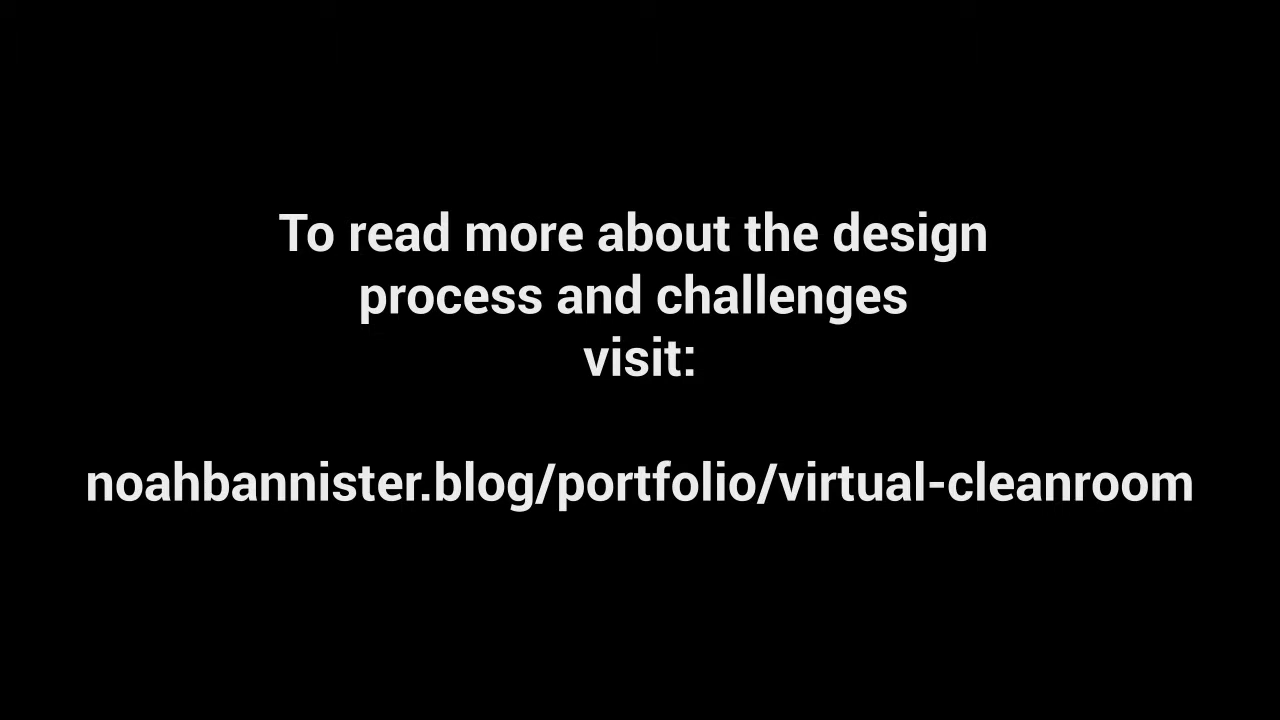 To read more about the design
process and challenges
visit:
noahbannister.blog/portfolio/virtual-cleanroom